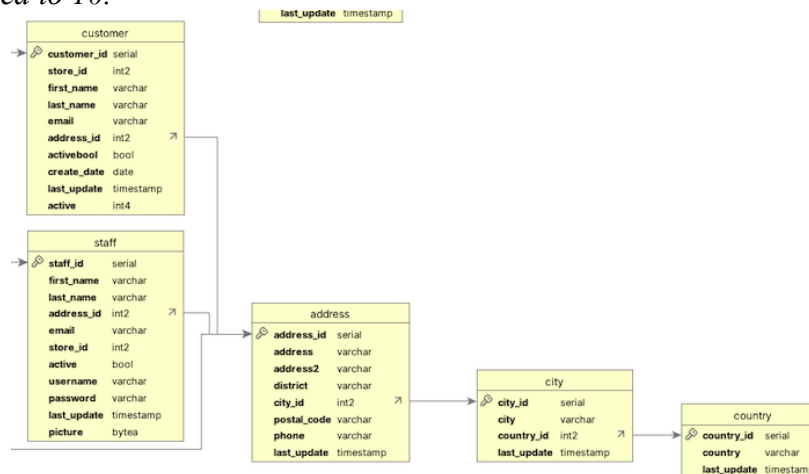 last_update timestamp
customer
customer_id serial
store_id int2
first_name varchar
last_name varchar
email varchar
address_id int2
activebool bool
create_date date
last_update timestamp
active int4
staff
staff_id serial
first_name varchar
last_name varchar
address_id int2
email varchar
store_id int2
active bool
username varchar
password varchar
last_update timestamp
picture bytea
address
address_id serial
address varchar
address2 varchar
district varchar
city_id int2
postal_code varchar
phone varchar
last_update timestamp
city
city_id serial
city varchar
country_id int2
last_update timestamp
country
country_id serial
country varchar
last_update timestamp